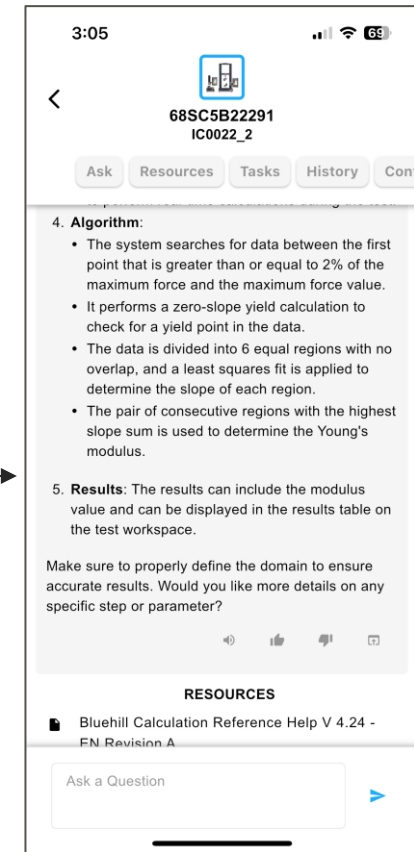 3:05
69
68SC5B22291
IC0022_2
Ask Resources Tasks History Con
4. Algorithm:
• The system searches for data between the first
point that is greater than or equal to 2% of the
maximum force and the maximum force value.
• It performs a zero-slope yield calculation to
check for a yield point in the data.
• The data is divided into 6 equal regions with no
overlap, and a least squares fit is applied to
determine the slope of each region.
• The pair of consecutive regions with the highest
slope sum is used to determine the Young's
modulus.
5. Results: The results can include the modulus
value and can be displayed in the results table on
the test workspace.
Make sure to properly define the domain to ensure
accurate results. Would you like more details on any
specific step or parameter?
RESOURCES
Bluehill Calculation Reference Help V 4.24 -
EN Revision A
Ask a Question